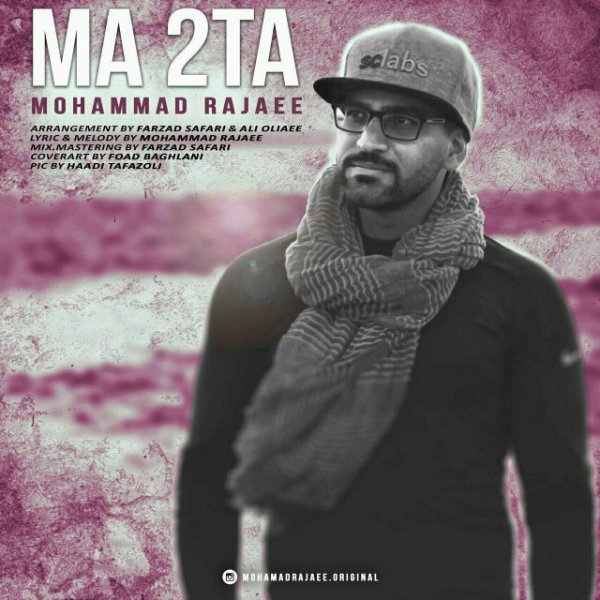 MA 2TA
MOHAMMAD RAJAEE
ARRANGEMENT BY FARZAD SAFARI & ALI OLIAEE
LYRIC & MELODY BY MOHAMMAD RAJAEE
MIX.MASTERING BY FARZAD SAFARI
COVERART BY FOAD BAGHLANI
PIC BY HAADI TAFAZOLI
sclabs
MOHAMADRAJAEE.ORIGINAL